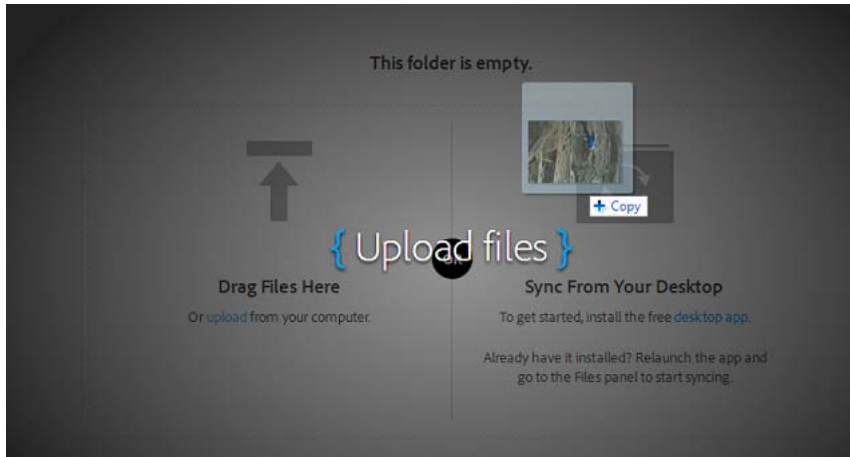 This folder is empty.
+ Copy
{ Upload files }
OR
Drag Files Here
Or upload from your computer.
Sync From Your Desktop
To get started, install the free desktop app.
Already have it installed? Relaunch the app and
go to the Files panel to start syncing.